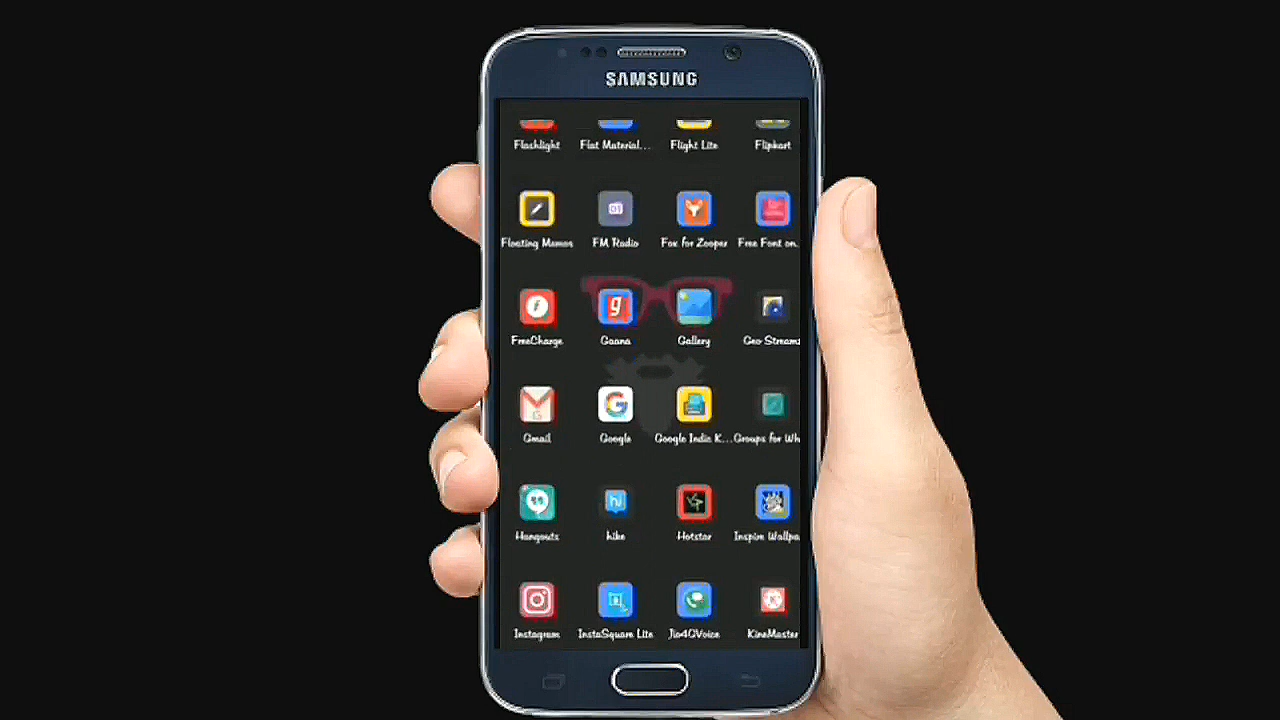 SAMSUNG
Flashlight Flat Material... Flight Lite Flipkart
Floating Memos FM Radio Fox for Zooper Free Font on.
FreeCharge Gaana Gallery Geo Streams
Gmail Google Google Indic K... Groups for Wh
Hangouts hike Hotstar Inspire Wallpa
Instagram InstaSquare Lite Jio4GVoice KineMaster